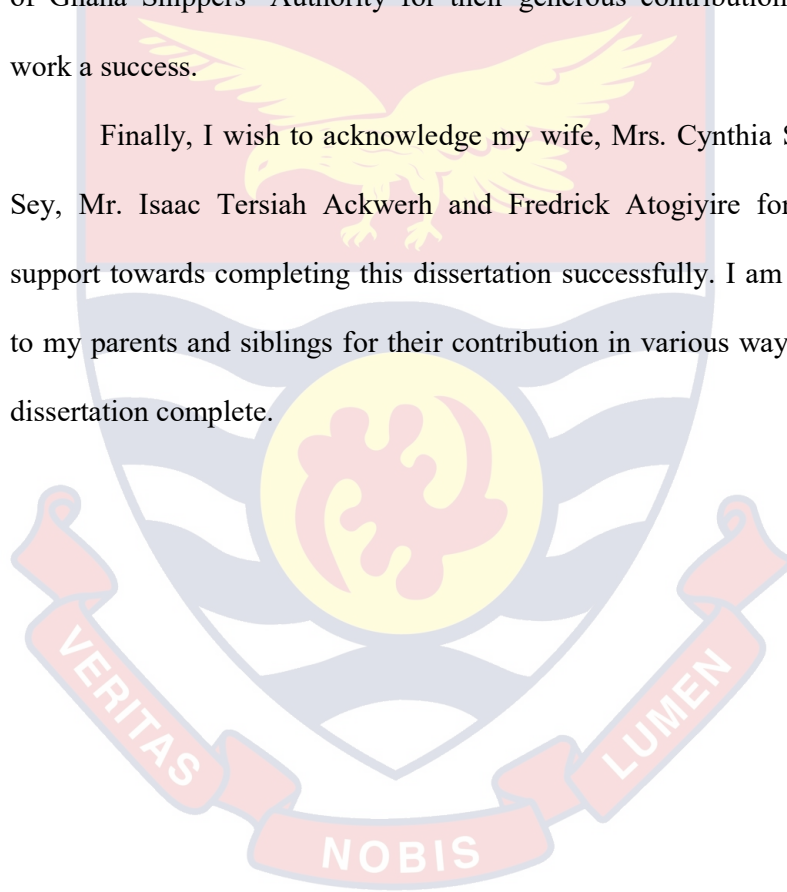 of Ghana Shippers' Authority for their generous contribution
work a success.
Finally, I wish to acknowledge my wife, Mrs. Cynthia
Sey, Mr. Isaac Tersiah Ackwerh and Fredrick Atogiyire for
support towards completing this dissertation successfully. I am
to my parents and siblings for their contribution in various way
dissertation complete.
VERITAS
NOBIS
LUMEN